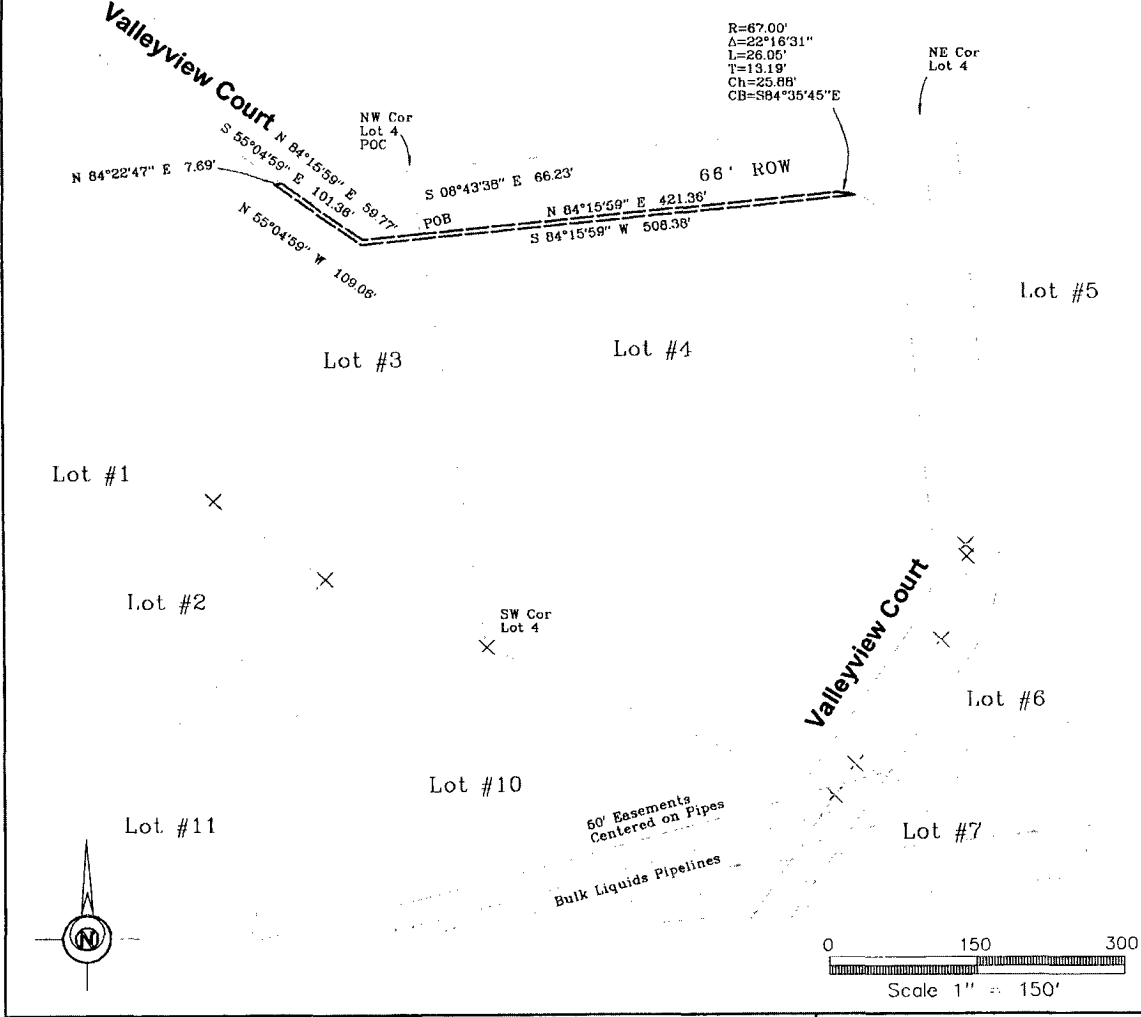 Valleyview Court
R=67.00'
Δ=22°16'31"
L=26.05'
T=13.19'
Ch=25.88'
CB=S84°35'45"E
NE Cor
Lot 4
NW Cor
Lot 4
POC
N 84°22'47" E 7.69'
S 55°04'59" E 101.36'
N 84°15'59" E 59.77'
S 08°43'38" E 66.23'
66' ROW
POB
N 84°15'59" E 421.36'
S 84°15'59" W 508.38'
N 55°04'59" W 109.06'
Lot #5
Lot #3
Lot #4
Lot #1
Lot #2
SW Cor
Lot 4
Valleyview Court
Lot #6
Lot #10
Lot #11
60' Easements
Centered on Pipes
Lot #7
Bulk Liquids Pipelines
N
0 150 300
Scale 1" = 150'